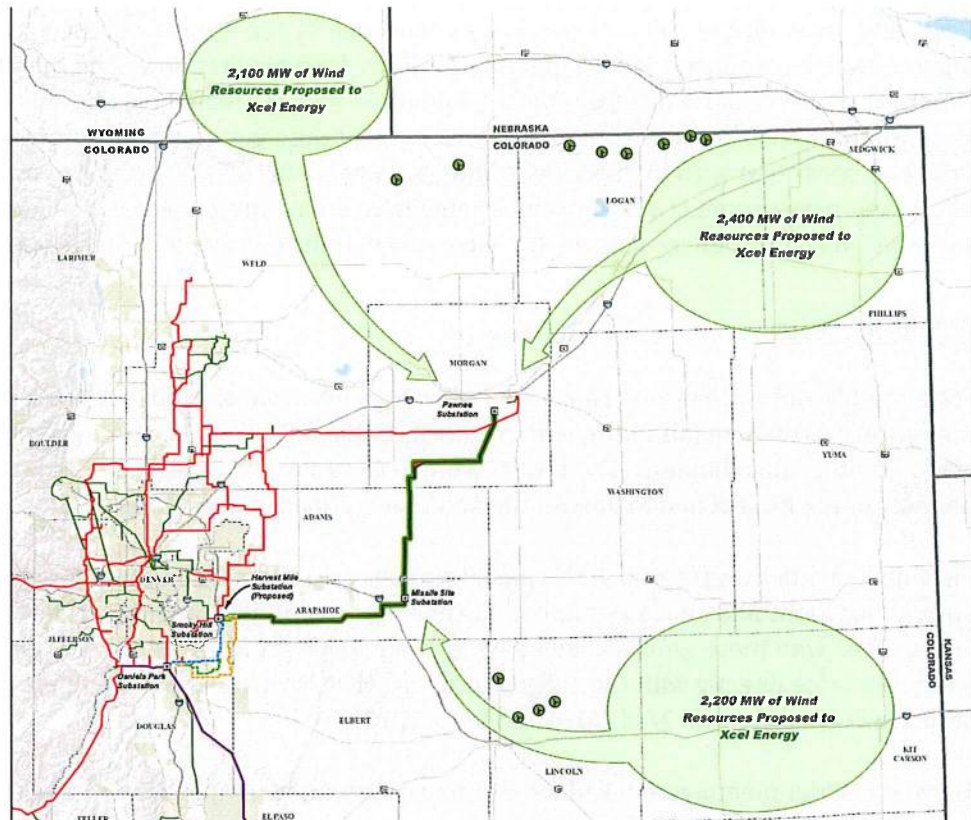 2,100 MW of Wind
Resources Proposed to
Xcel Energy
WYOMING
COLORADO
NEBRASKA
COLORADO
SEDGWICK
LOGAN
2,400 MW of Wind
Resources Proposed to
Xcel Energy
LARIMER
WELD
PHILLIPS
MORGAN
Pawnee
Substation
BOULDER
YUMA
WASHINGTON
ADAMS
DENVER
Harvest Mile
Substation
(Proposed)
Missile Site
Substation
ARAPAHOE
Smoky Hill
Substation
JEFFERSON
KANSAS
COLORADO
Daniels Park
Substation
2,200 MW of Wind
Resources Proposed to
Xcel Energy
DOUGLAS
ELBERT
KIT
CARSON
LINCOLN
TELLER
EL PASO